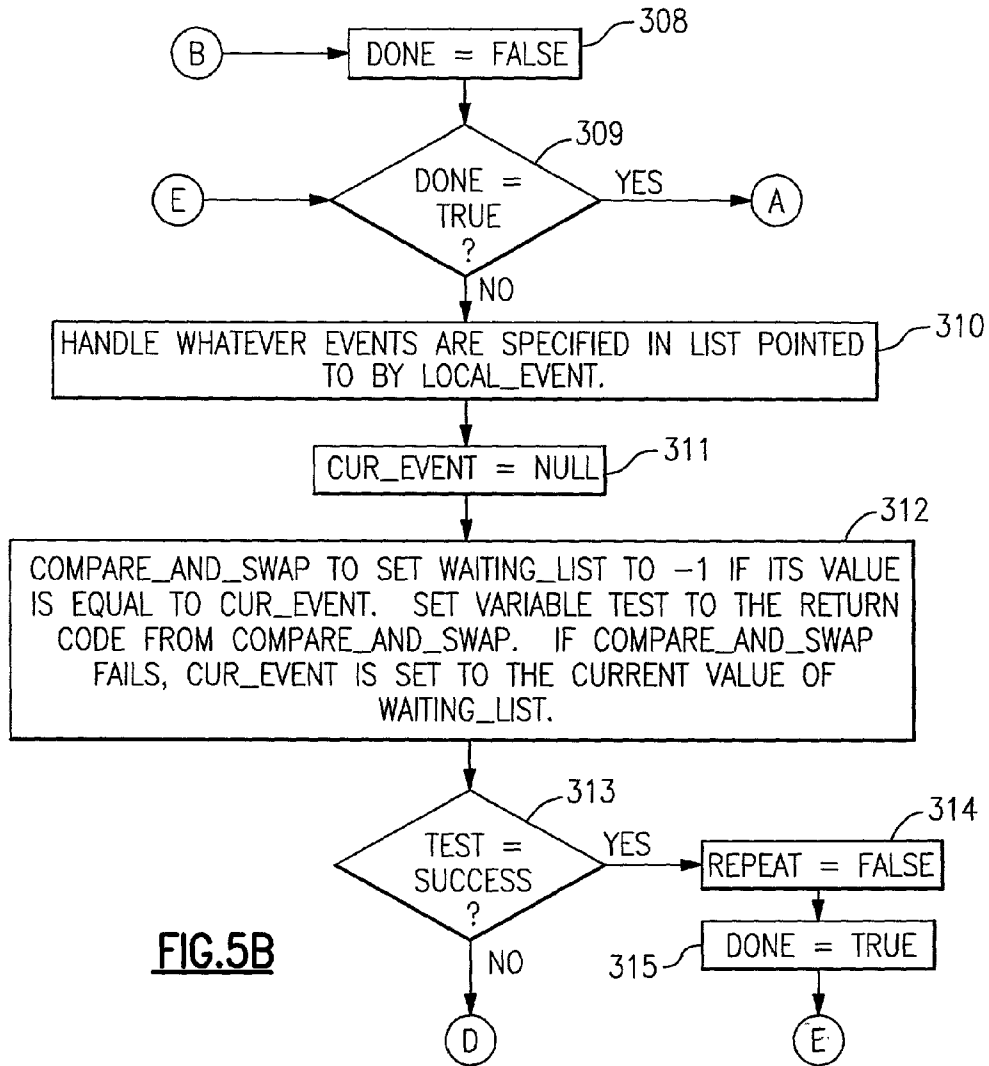 308
B
DONE = FALSE
309
DONE =
TRUE
?
YES
E
A
NO
310
HANDLE WHATEVER EVENTS ARE SPECIFIED IN LIST POINTED
TO BY LOCAL_EVENT.
311
CUR_EVENT = NULL
312
COMPARE_AND_SWAP TO SET WAITING_LIST TO -1 IF ITS VALUE
IS EQUAL TO CUR_EVENT. SET VARIABLE TEST TO THE RETURN
CODE FROM COMPARE_AND_SWAP. IF COMPARE_AND_SWAP
FAILS, CUR_EVENT IS SET TO THE CURRENT VALUE OF
WAITING_LIST.
313
TEST =
SUCCESS
?
YES
314
REPEAT = FALSE
315
DONE = TRUE
NO
FIG.5B
D
E